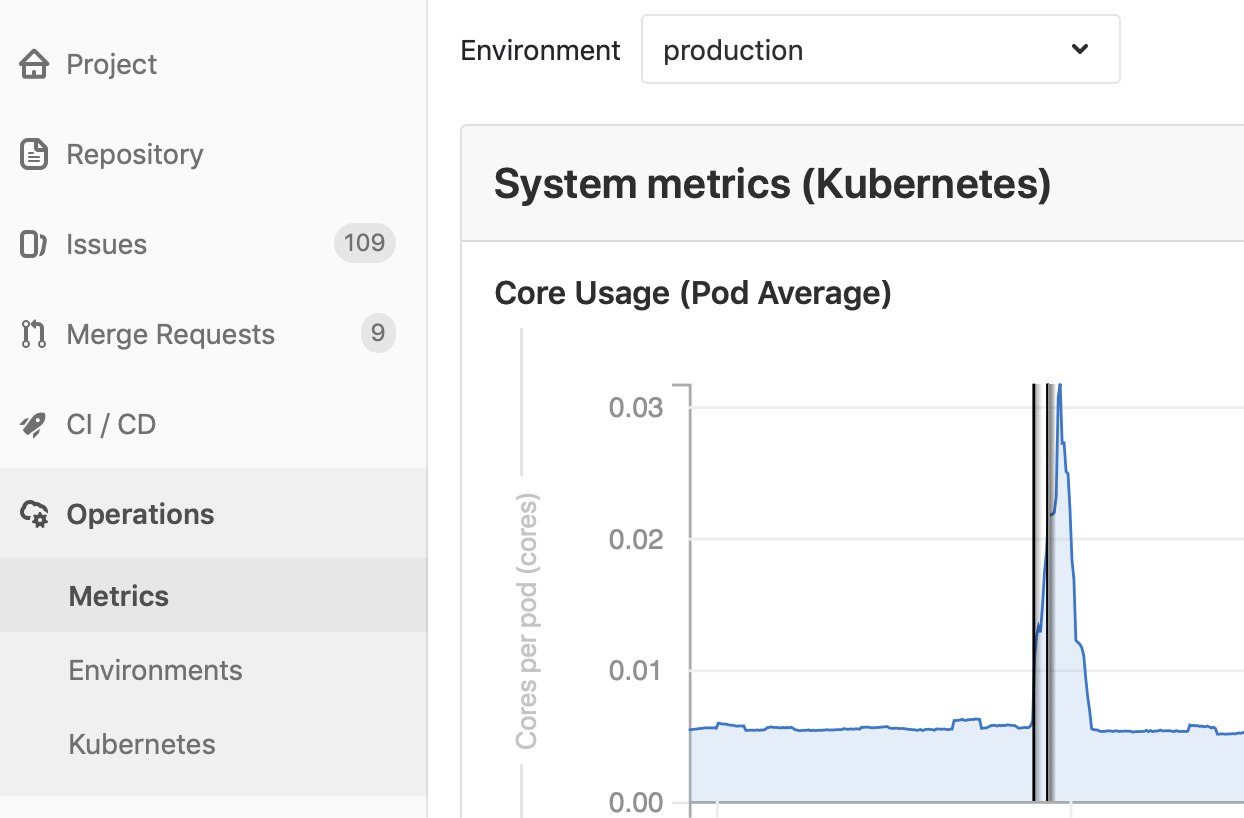 Project
Repository
Issues 109
Merge Requests 9
CI / CD
Operations
Metrics
Environments
Kubernetes
Environment production
System metrics (Kubernetes)
Core Usage (Pod Average)
Cores per pod (cores)
0.03
0.02
0.01
0.00